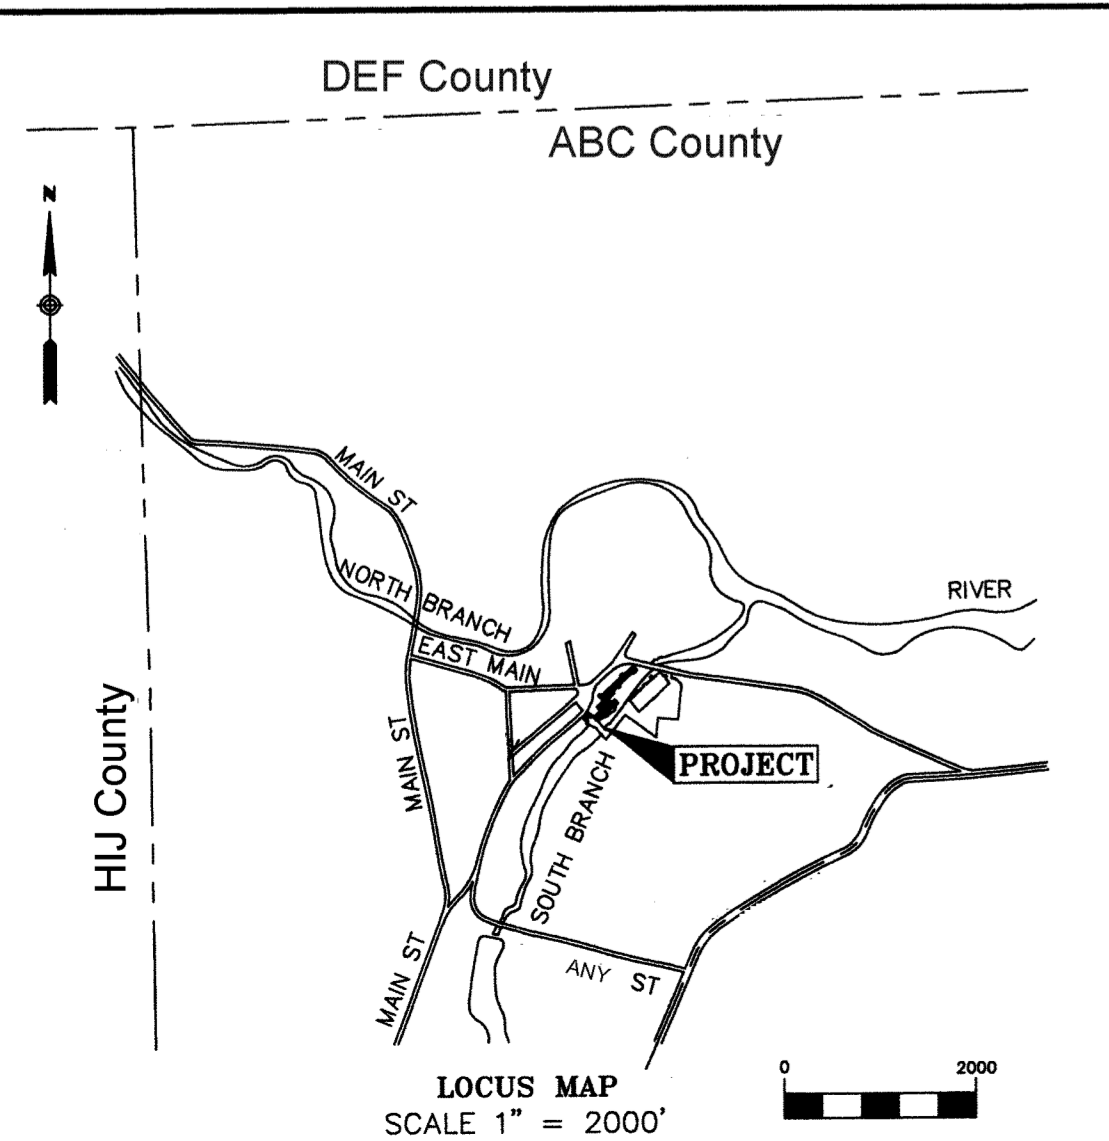 DEF County
ABC County
N
MAIN ST
NORTH BRANCH
RIVER
EAST MAIN
HIJ County
MAIN ST
PROJECT
SOUTH BRANCH
MAIN ST
ANY ST
0 2000
LOCUS MAP
SCALE 1" = 2000'